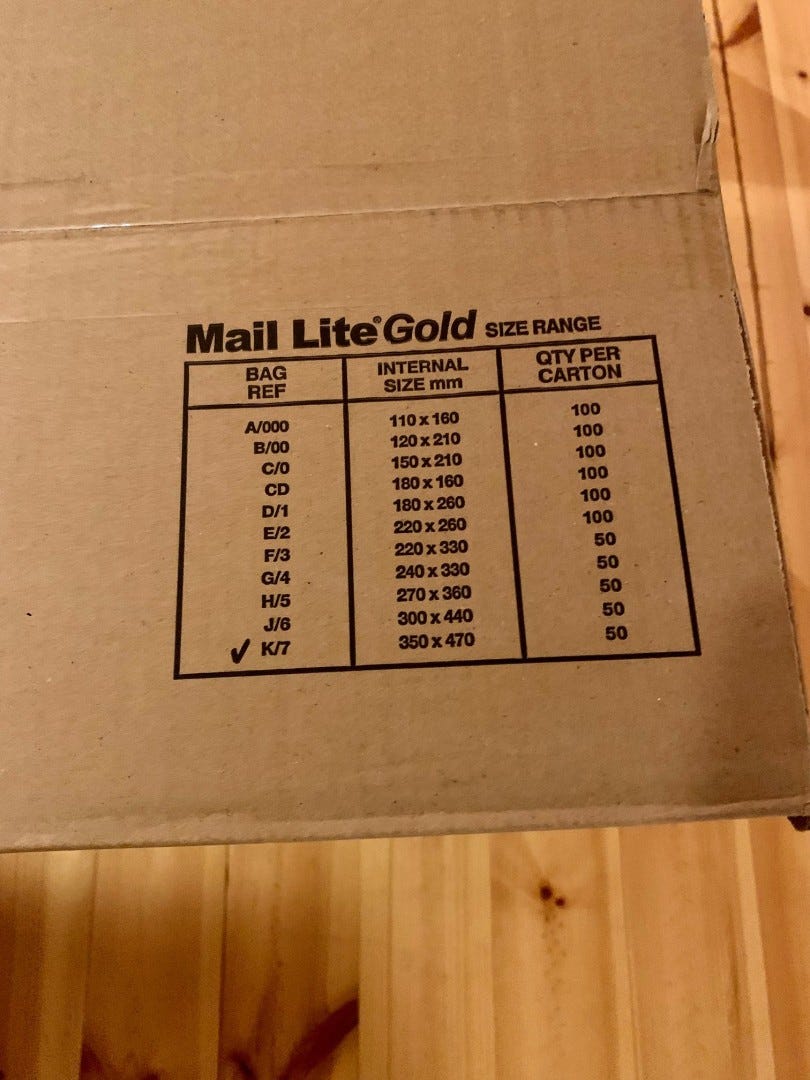 Mail Lite® Gold SIZE RANGE
BAG REF INTERNAL SIZE mm QTY PER CARTON
A/000 110 x 160 100
B/00 120 x 210 100
C/0 150 x 210 100
CD 180 x 160 100
D/1 180 x 260 100
E/2 220 x 260 100
F/3 220 x 330 50
G/4 240 x 330 50
H/5 270 x 360 50
J/6 300 x 440 50
✓ K/7 350 x 470 50